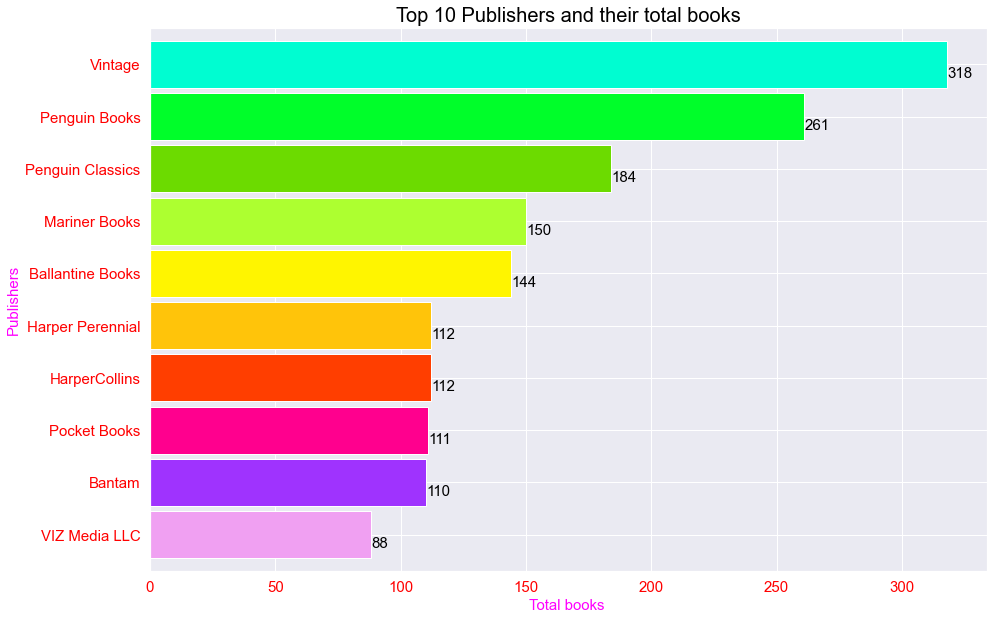 Top 10 Publishers and their total books
Vintage
318
Penguin Books
261
Penguin Classics
184
Mariner Books
150
Ballantine Books
144
Harper Perennial
112
HarperCollins
112
Pocket Books
111
Bantam
110
VIZ Media LLC
88
Publishers
0 50 100 150 200 250 300
Total books